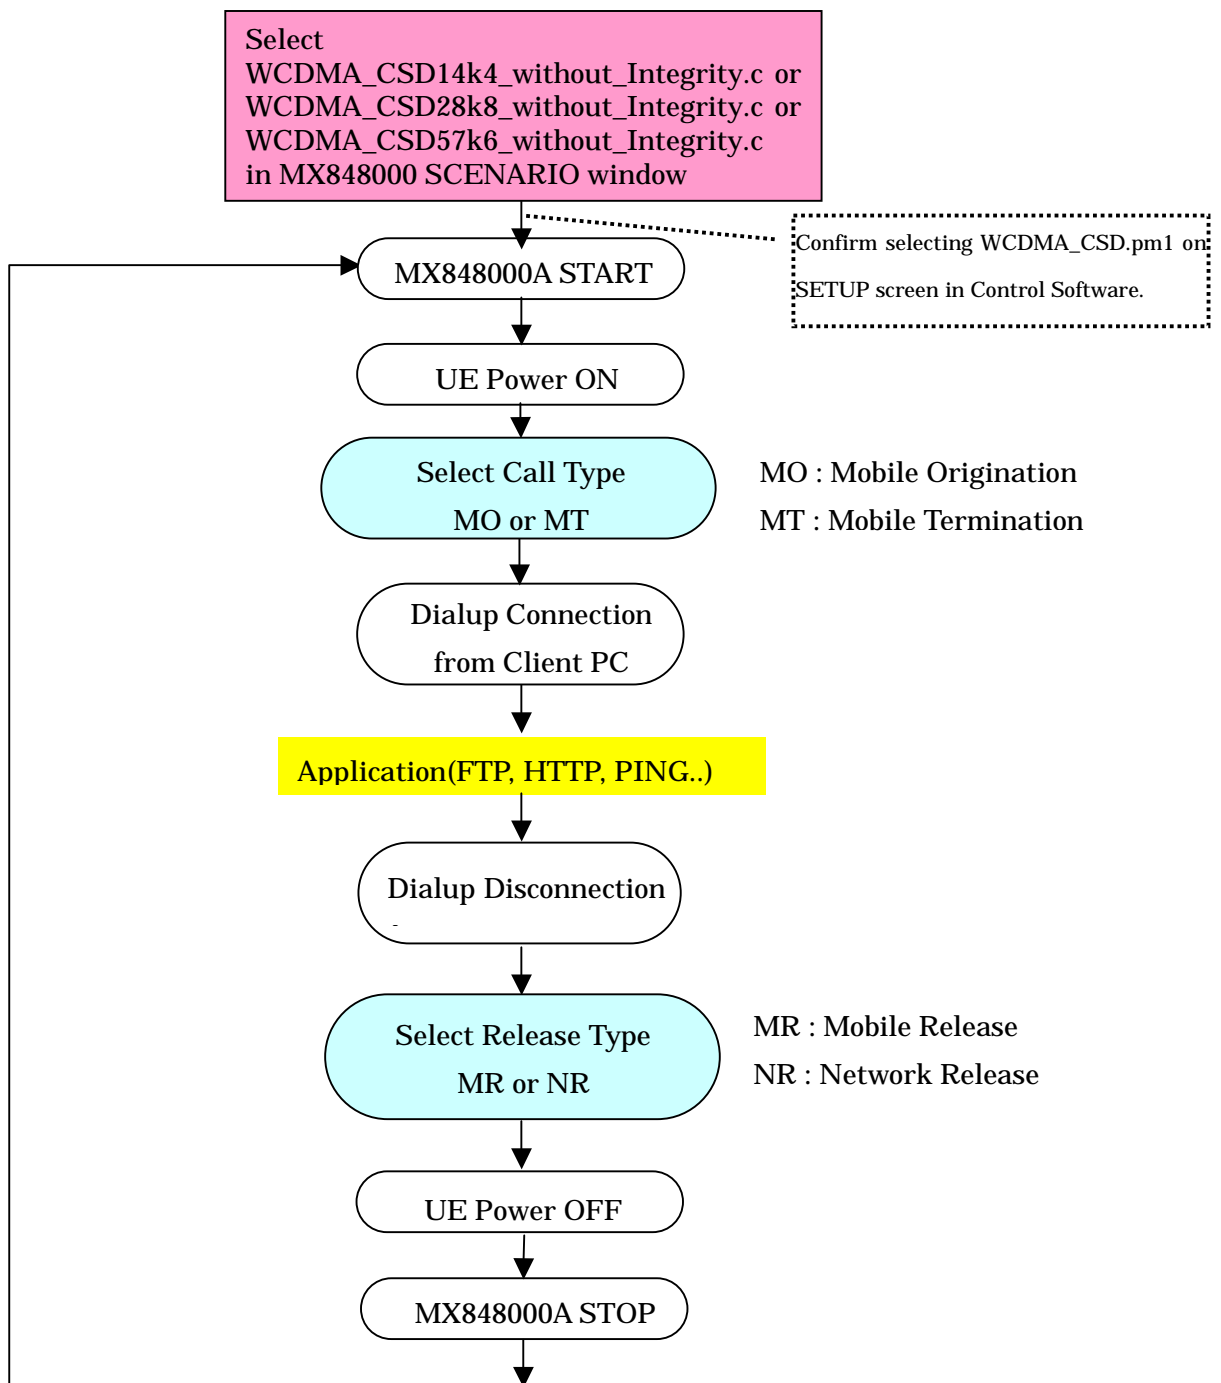 Select
WCDMA_CSD14k4_without_Integrity.c or
WCDMA_CSD28k8_without_Integrity.c or
WCDMA_CSD57k6_without_Integrity.c
in MX848000 SCENARIO window
Confirm selecting WCDMA_CSD.pm1 on
SETUP screen in Control Software.
MX848000A START
UE Power ON
Select Call Type
MO or MT
MO : Mobile Origination
MT : Mobile Termination
Dialup Connection
from Client PC
Application(FTP, HTTP, PING..)
Dialup Disconnection
Select Release Type
MR or NR
MR : Mobile Release
NR : Network Release
UE Power OFF
MX848000A STOP